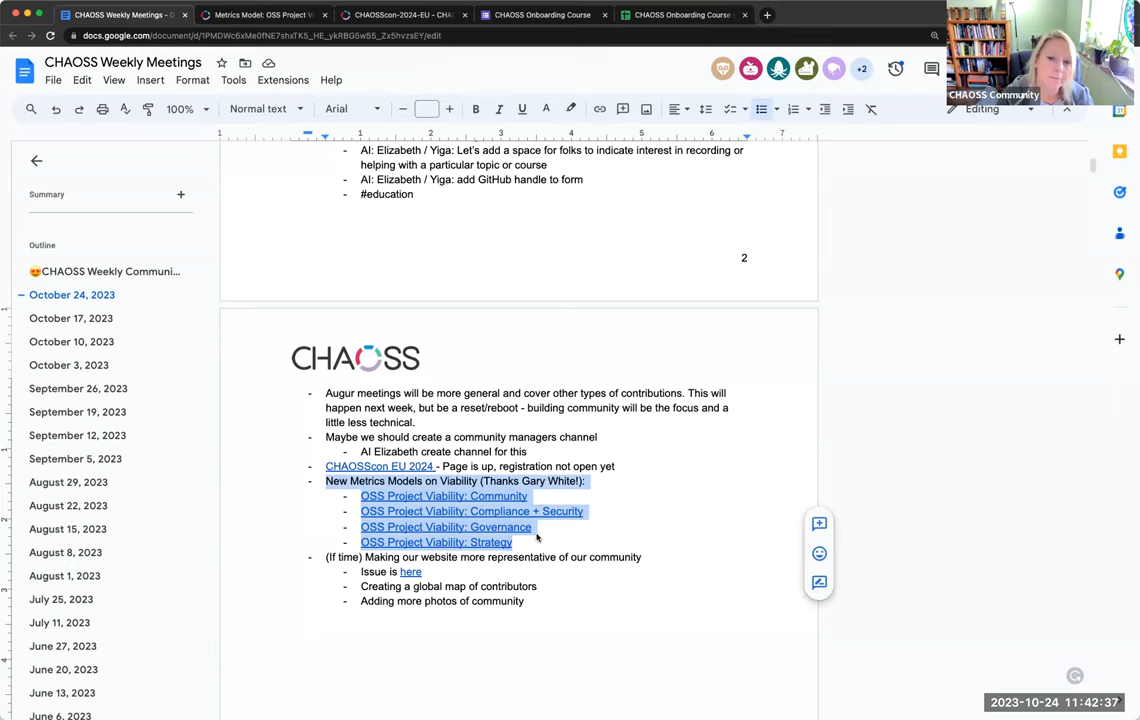 CHAOSS Weekly Meetings - G
Metrics Model: OSS Project Vi
CHAOSScon-2024-EU - CHA
CHAOSS Onboarding Course
CHAOSS Onboarding Course
docs.google.com/document/d/1PMDWc6xMe0fNE7shxTK5_HE_ykRBG5w55_Zx5hvzsEY/edit
CHAOSS Weekly Meetings
File Edit View Insert Format Tools Extensions Help
+2
CHAOSS Community
100% Normal text Arial Editing
1 1 2 3 4 5 6 7
Summary
Outline
😍CHAOSS Weekly Communi...
October 24, 2023
October 17, 2023
October 10, 2023
October 3, 2023
September 26, 2023
September 19, 2023
September 12, 2023
September 5, 2023
August 29, 2023
August 22, 2023
August 15, 2023
August 8, 2023
August 1, 2023
July 25, 2023
July 11, 2023
June 27, 2023
June 20, 2023
June 13, 2023
June 6, 2023
- AI: Elizabeth / Yiga: Let's add a space for folks to indicate interest in recording or
helping with a particular topic or course
- AI: Elizabeth / Yiga: add GitHub handle to form
- #education
2
CHAOSS
- Augur meetings will be more general and cover other types of contributions. This will
happen next week, but be a reset/reboot - building community will be the focus and a
little less technical.
- Maybe we should create a community managers channel
- AI Elizabeth create channel for this
- CHAOSScon EU 2024 - Page is up, registration not open yet
- New Metrics Models on Viability (Thanks Gary White!):
- OSS Project Viability: Community
- OSS Project Viability: Compliance + Security
- OSS Project Viability: Governance
- OSS Project Viability: Strategy
- (If time) Making our website more representative of our community
- Issue is here
- Creating a global map of contributors
- Adding more photos of community
2023-10-24 11:42:37